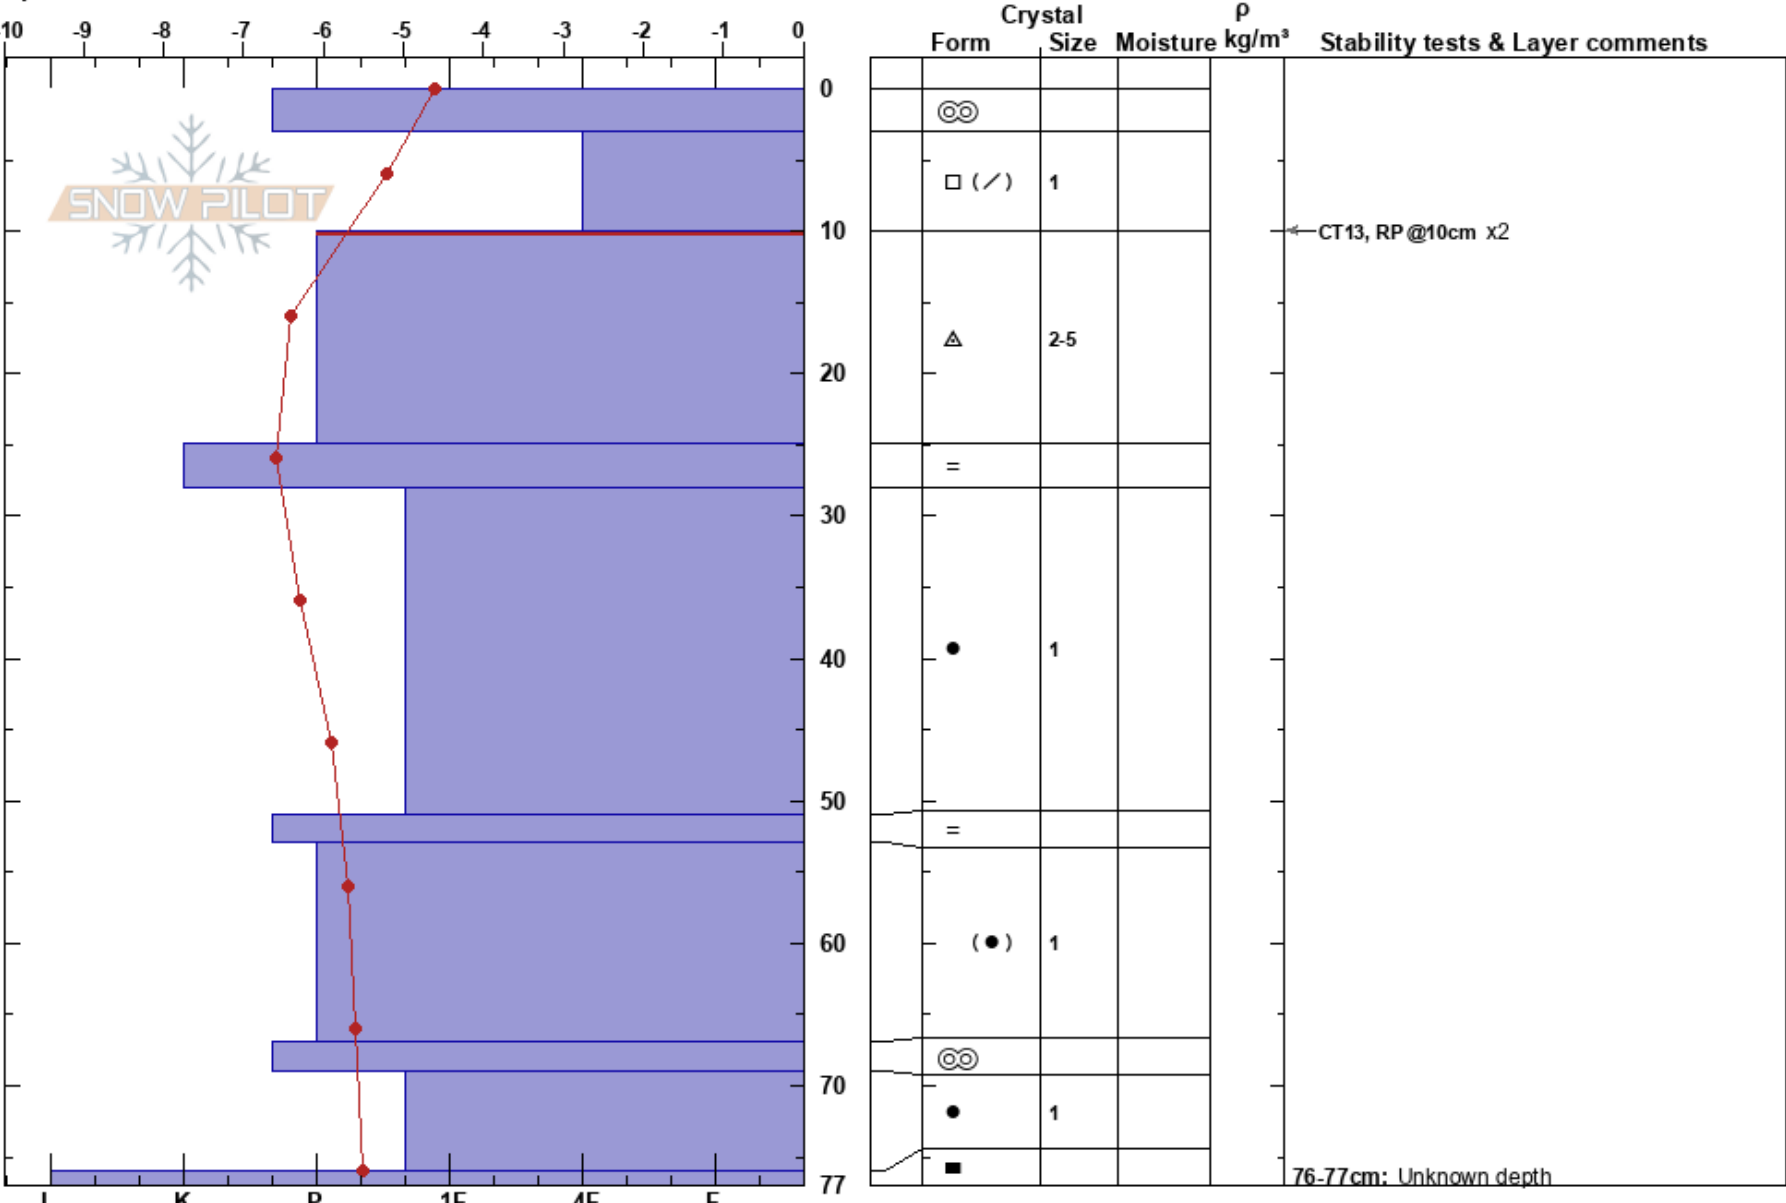 Crystal ρ
-10 -9 -8 -7 -6 -5 -4 -3 -2 -1 0
Form Size Moisture kg/m³ Stability tests & Layer comments
0
SNOW PILOT
□ (/) 1
10
CT13, RP @10cm x2
2-5
20
=
30
● 1
40
50
=
60
(●) 1
70
● 1
■
76-77cm: Unknown depth
77
I K P 1F 4F F